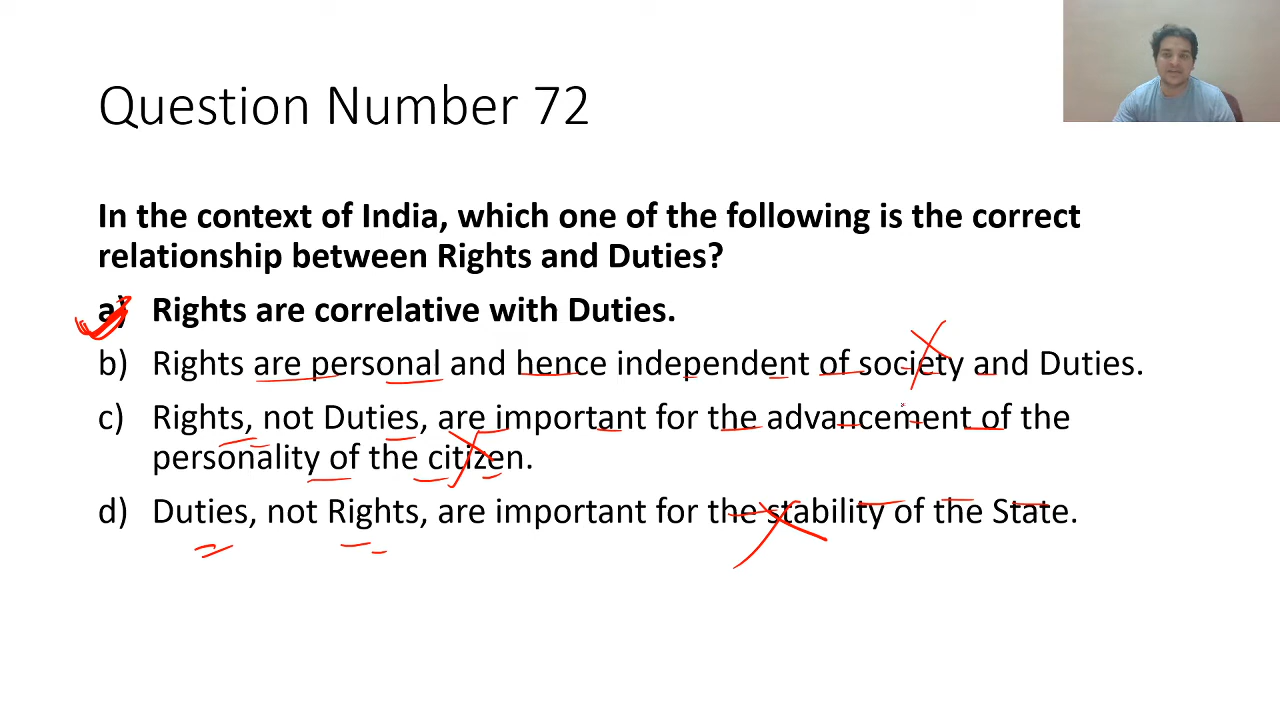 Question Number 72
In the context of India, which one of the following is the correct
relationship between Rights and Duties?
a) Rights are correlative with Duties.
b) Rights are personal and hence independent of society and Duties.
c) Rights, not Duties, are important for the advancement of the
personality of the citizen.
d) Duties, not Rights, are important for the stability of the State.